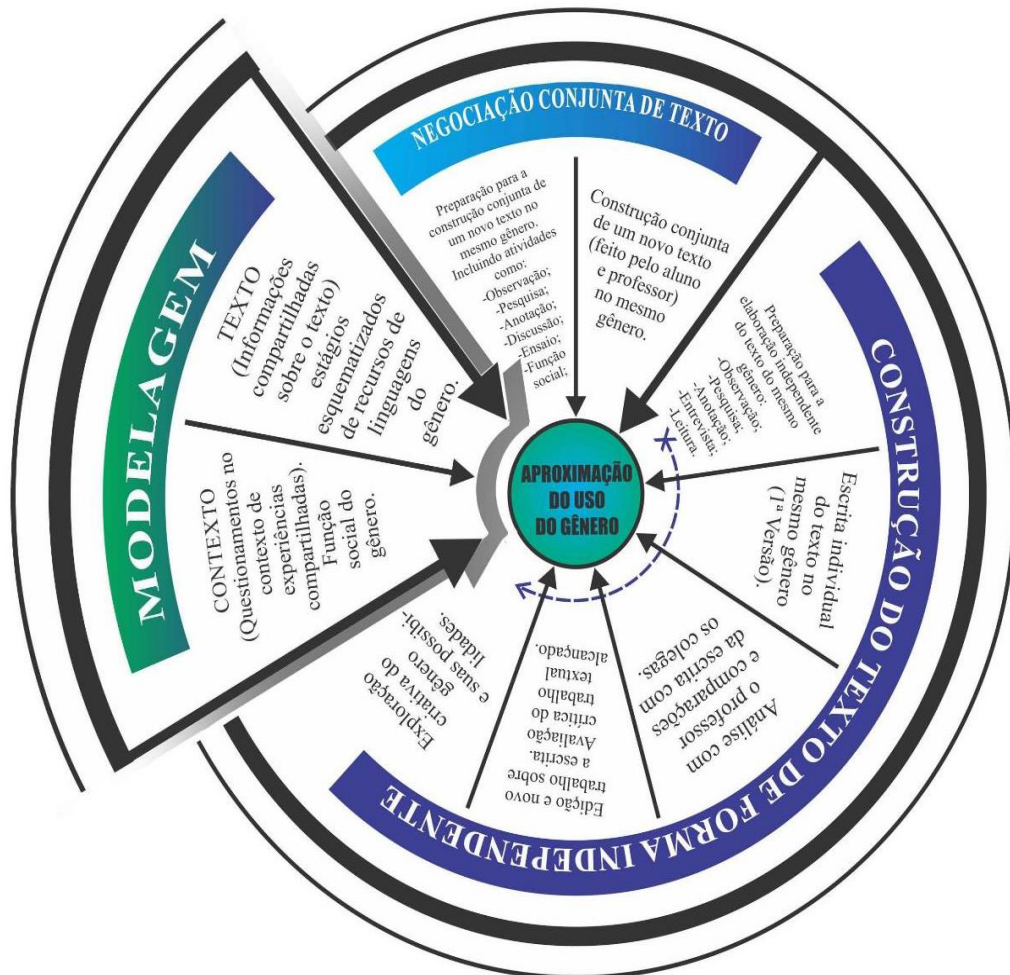 MODELAGEM
CONTEXTO
(Questionamentos no
contexto de
experiências
compartilhadas).
Função
social do
gênero.
TEXTO
(Informações
compartilhadas
sobre o texto)
estágios
esquematizados
de recursos de
linguagens
do
gênero.
NEGOCIAÇÃO CONJUNTA DE TEXTO
Preparação para a
construção conjunta de
um novo texto no
mesmo gênero.
Incluindo atividades
como:
-Observação;
-Pesquisa;
-Anotação;
-Discussão;
-Ensaio;
-Função
social;
Construção conjunta
de um novo texto
(feito pelo aluno
e professor)
no mesmo
gênero.
CONSTRUÇÃO DO TEXTO DE FORMA INDEPENDENTE
Preparação para a
elaboração independente
do texto do mesmo
gênero:
-Observação;
-Pesquisa;
-Anotação;
-Entrevista;
-Leitura.
Escrita individual
do texto no
mesmo gênero
(1ª Versão).
Análise com
o professor
e comparações
da escrita com
os colegas.
Edição e novo
trabalho sobre
a escrita.
Avaliação
crítica do
trabalho
textual
alcançado.
Exploração
criativa do
gênero
e suas possibi-
lidades.
APROXIMAÇÃO
DO USO
DO GÊNERO